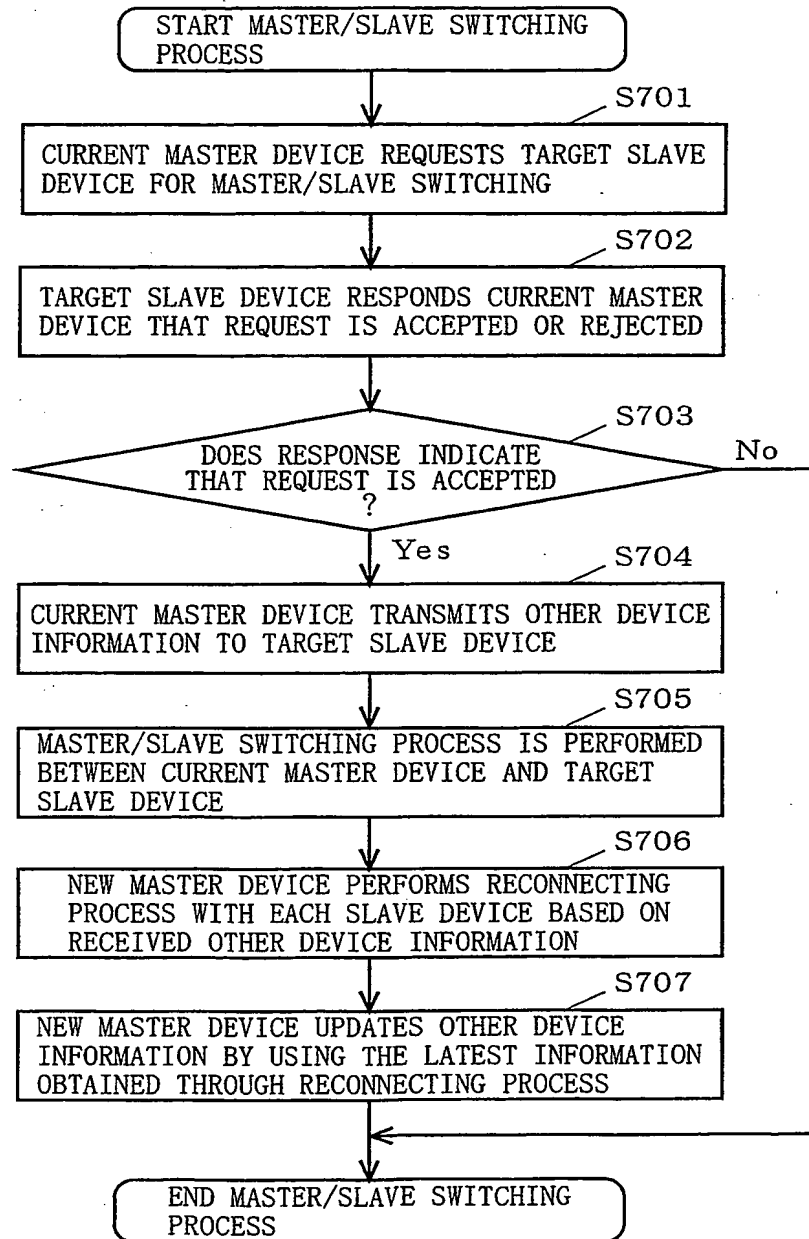 START MASTER/SLAVE SWITCHING
PROCESS
S701
CURRENT MASTER DEVICE REQUESTS TARGET SLAVE
DEVICE FOR MASTER/SLAVE SWITCHING
S702
TARGET SLAVE DEVICE RESPONDS CURRENT MASTER
DEVICE THAT REQUEST IS ACCEPTED OR REJECTED
S703
DOES RESPONSE INDICATE
THAT REQUEST IS ACCEPTED
?
No
Yes
S704
CURRENT MASTER DEVICE TRANSMITS OTHER DEVICE
INFORMATION TO TARGET SLAVE DEVICE
S705
MASTER/SLAVE SWITCHING PROCESS IS PERFORMED
BETWEEN CURRENT MASTER DEVICE AND TARGET
SLAVE DEVICE
S706
NEW MASTER DEVICE PERFORMS RECONNECTING
PROCESS WITH EACH SLAVE DEVICE BASED ON
RECEIVED OTHER DEVICE INFORMATION
S707
NEW MASTER DEVICE UPDATES OTHER DEVICE
INFORMATION BY USING THE LATEST INFORMATION
OBTAINED THROUGH RECONNECTING PROCESS
END MASTER/SLAVE SWITCHING
PROCESS